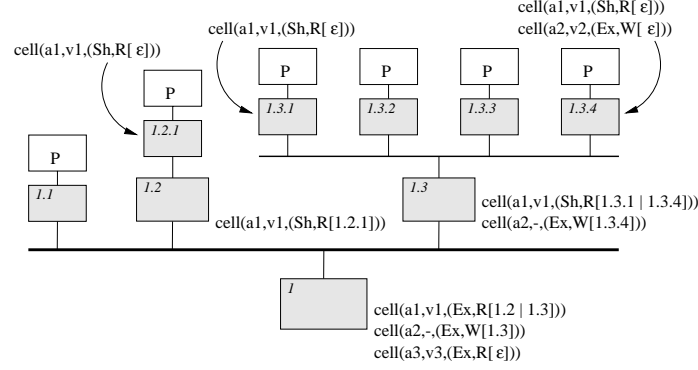 cell(a1,v1,(Sh,R[ ε]))
cell(a2,v2,(Ex,W[ ε]))
cell(a1,v1,(Sh,R[ ε]))
cell(a1,v1,(Sh,R[ ε]))
P
P
P
P
P
P
1.3.1
1.3.2
1.3.3
1.3.4
1.2.1
1.1
1.2
1.3
cell(a1,v1,(Sh,R[1.2.1]))
cell(a1,v1,(Sh,R[1.3.1 | 1.3.4]))
cell(a2,-,(Ex,W[1.3.4]))
1
cell(a1,v1,(Ex,R[1.2 | 1.3]))
cell(a2,-,(Ex,W[1.3]))
cell(a3,v3,(Ex,R[ ε]))